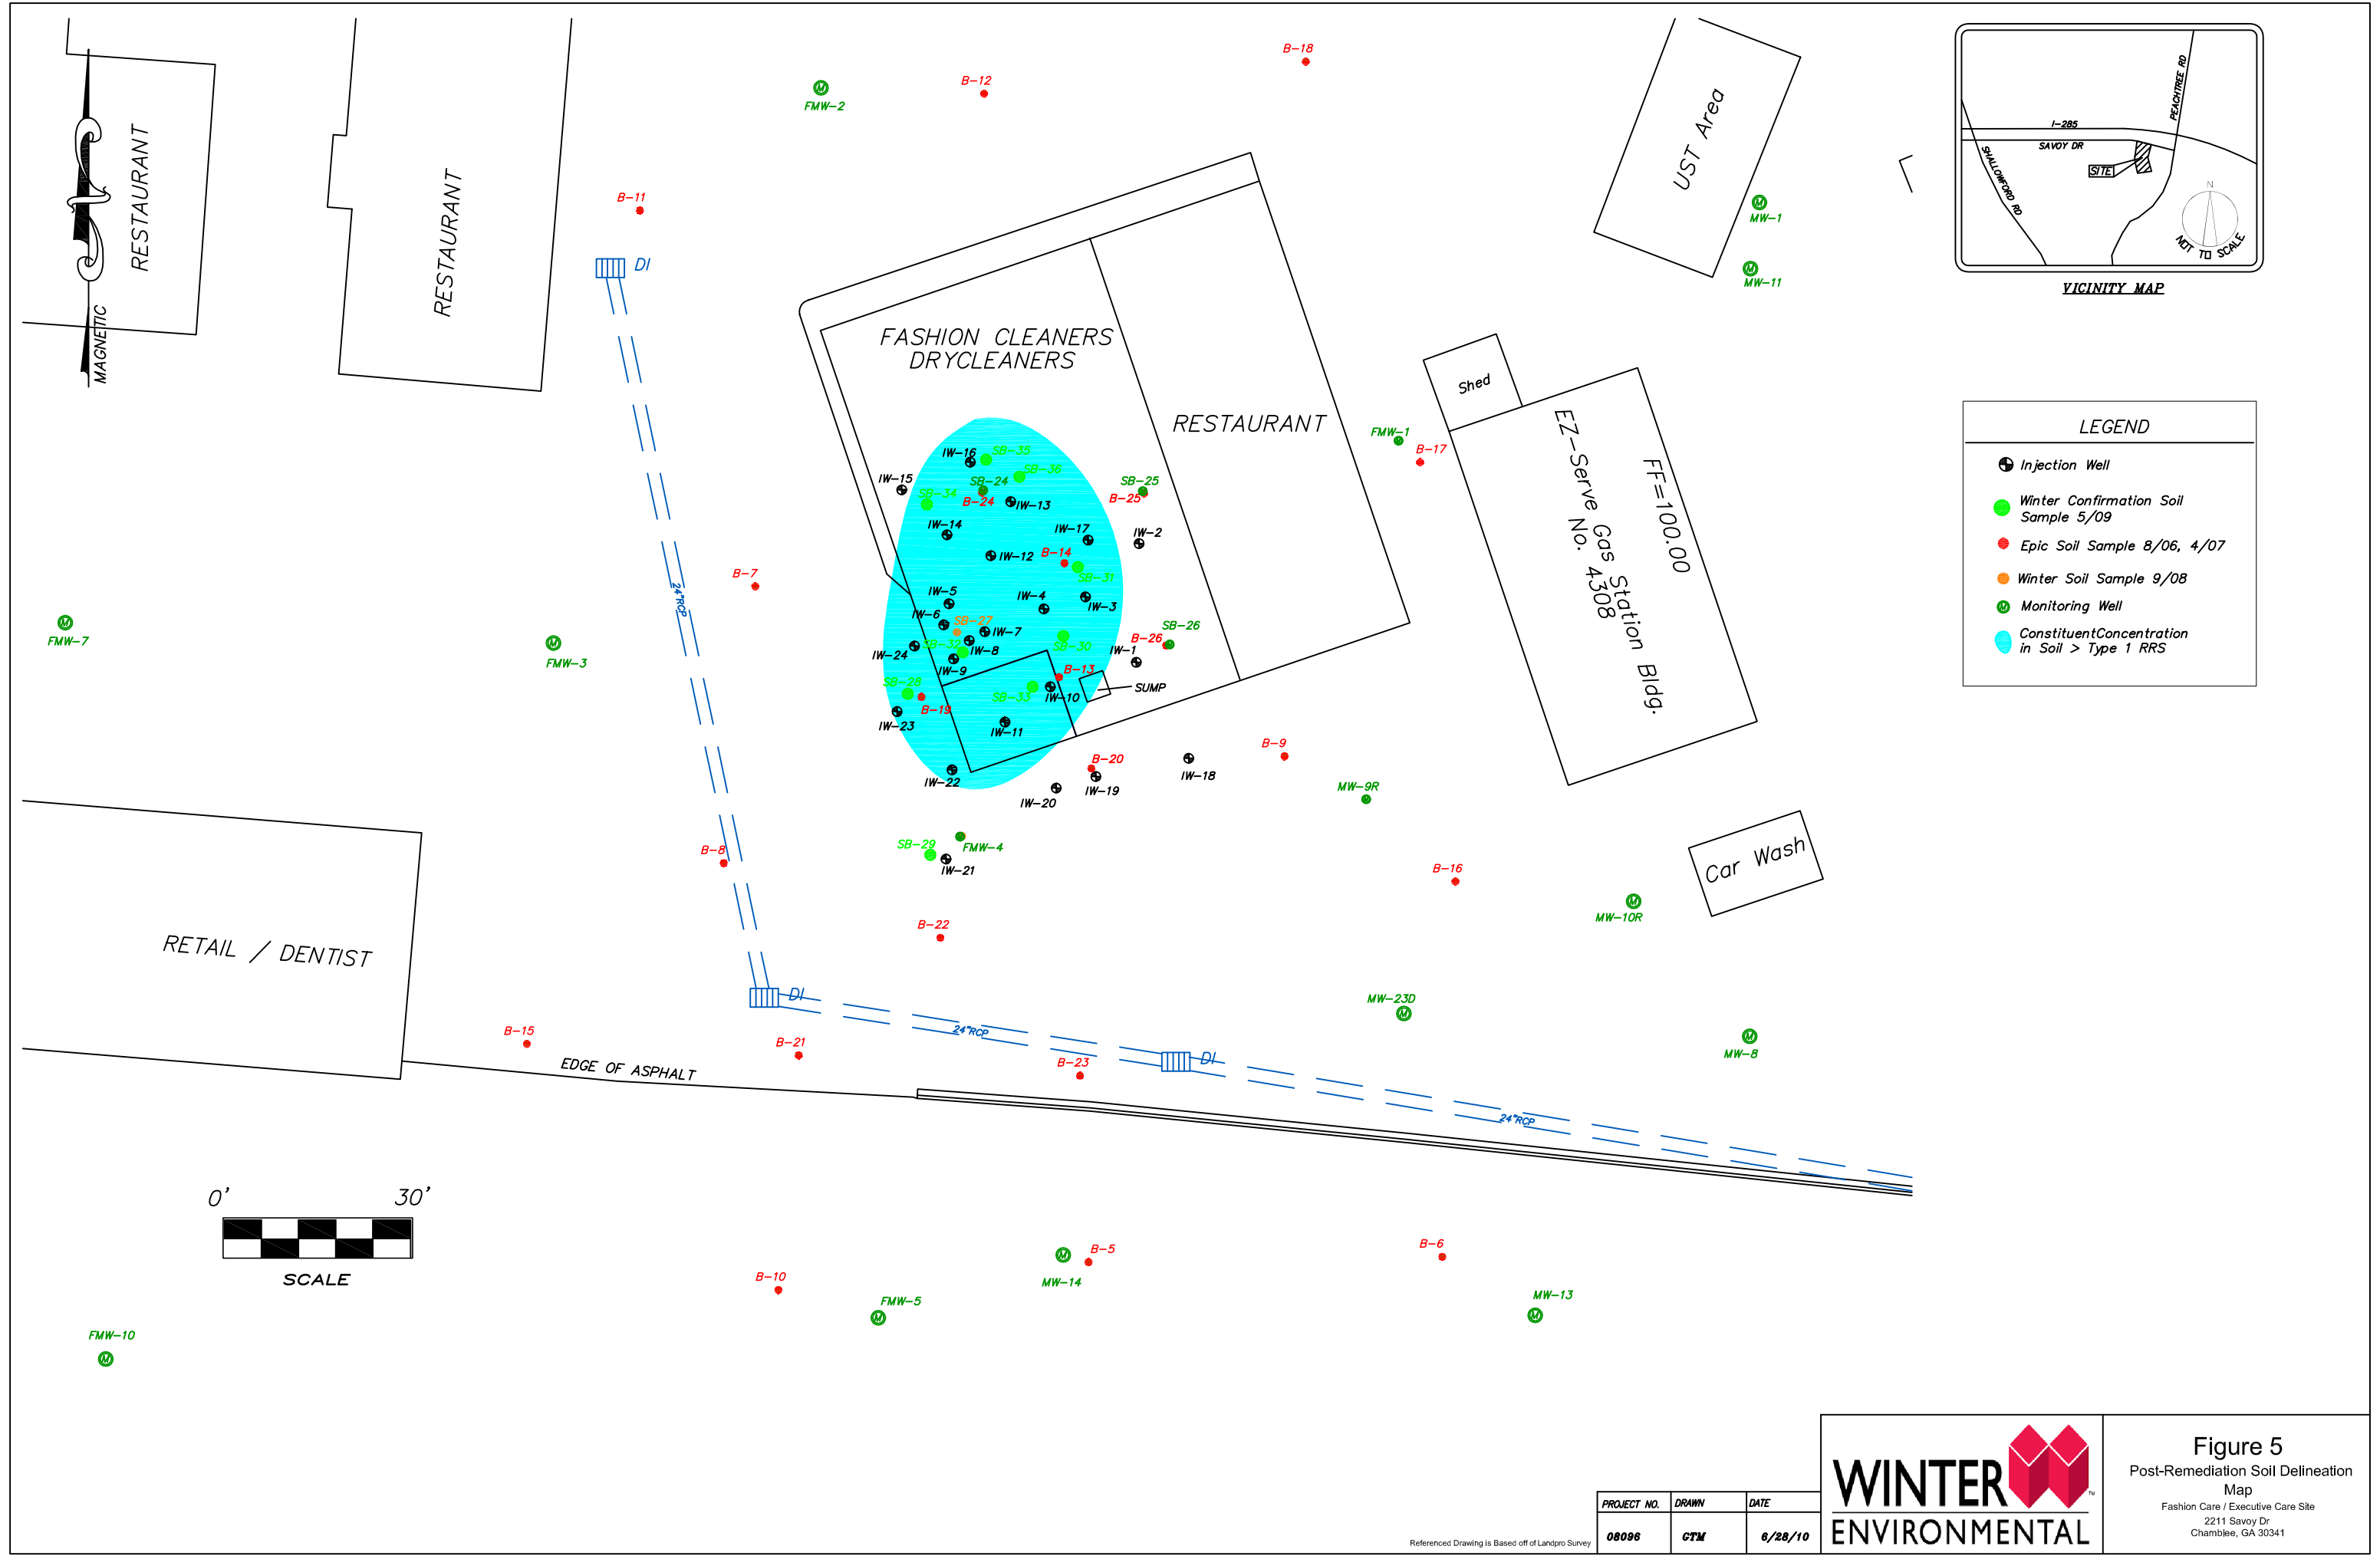 B-18
B-12
FMW-2
RESTAURANT
MAGNETIC
RESTAURANT
B-11
DI
UST Area
MW-1
MW-11
PEACHTREE RD
I-285
SAVOY DR
SHALLOWFORD RD
SITE
N
NOT TO SCALE
VICINITY MAP
FASHION CLEANERS
DRYCLEANERS
RESTAURANT
Shed
EZ-Serve Gas Station Bldg.
No. 4308
FF=100.00
FMW-1
B-17
LEGEND
Injection Well
Winter Confirmation Soil
Sample 5/09
Epic Soil Sample 8/06, 4/07
Winter Soil Sample 9/08
Monitoring Well
ConstituentConcentration
in Soil > Type 1 RRS
IW-16
SB-35
SB-36
IW-15
SB-34
SB-24
B-24
IW-13
SB-25
B-25
IW-14
IW-17
IW-2
IW-12
B-14
SB-31
B-7
24"RCP
IW-5
IW-4
IW-3
IW-6
SB-27
IW-7
SB-26
B-26
IW-24
SB-32
IW-8
SB-30
IW-1
IW-9
B-13
SB-28
B-19
SB-33
IW-10
SUMP
IW-23
IW-11
FMW-7
FMW-3
IW-22
B-20
IW-20
IW-19
IW-18
B-9
MW-9R
SB-29
FMW-4
IW-21
B-8
B-16
Car Wash
MW-10R
B-22
RETAIL / DENTIST
DI
24"RCP
MW-23D
MW-8
B-15
B-21
B-23
DI
EDGE OF ASPHALT
24"RCP
0'
30'
SCALE
B-10
FMW-5
MW-14
B-5
B-6
MW-13
FMW-10
Referenced Drawing is Based off of Landpro Survey
PROJECT NO.
DRAWN
DATE
08096
GTM
6/28/10
WINTER
TM
ENVIRONMENTAL
Figure 5
Post-Remediation Soil Delineation
Map
Fashion Care / Executive Care Site
2211 Savoy Dr
Chamblee, GA 30341